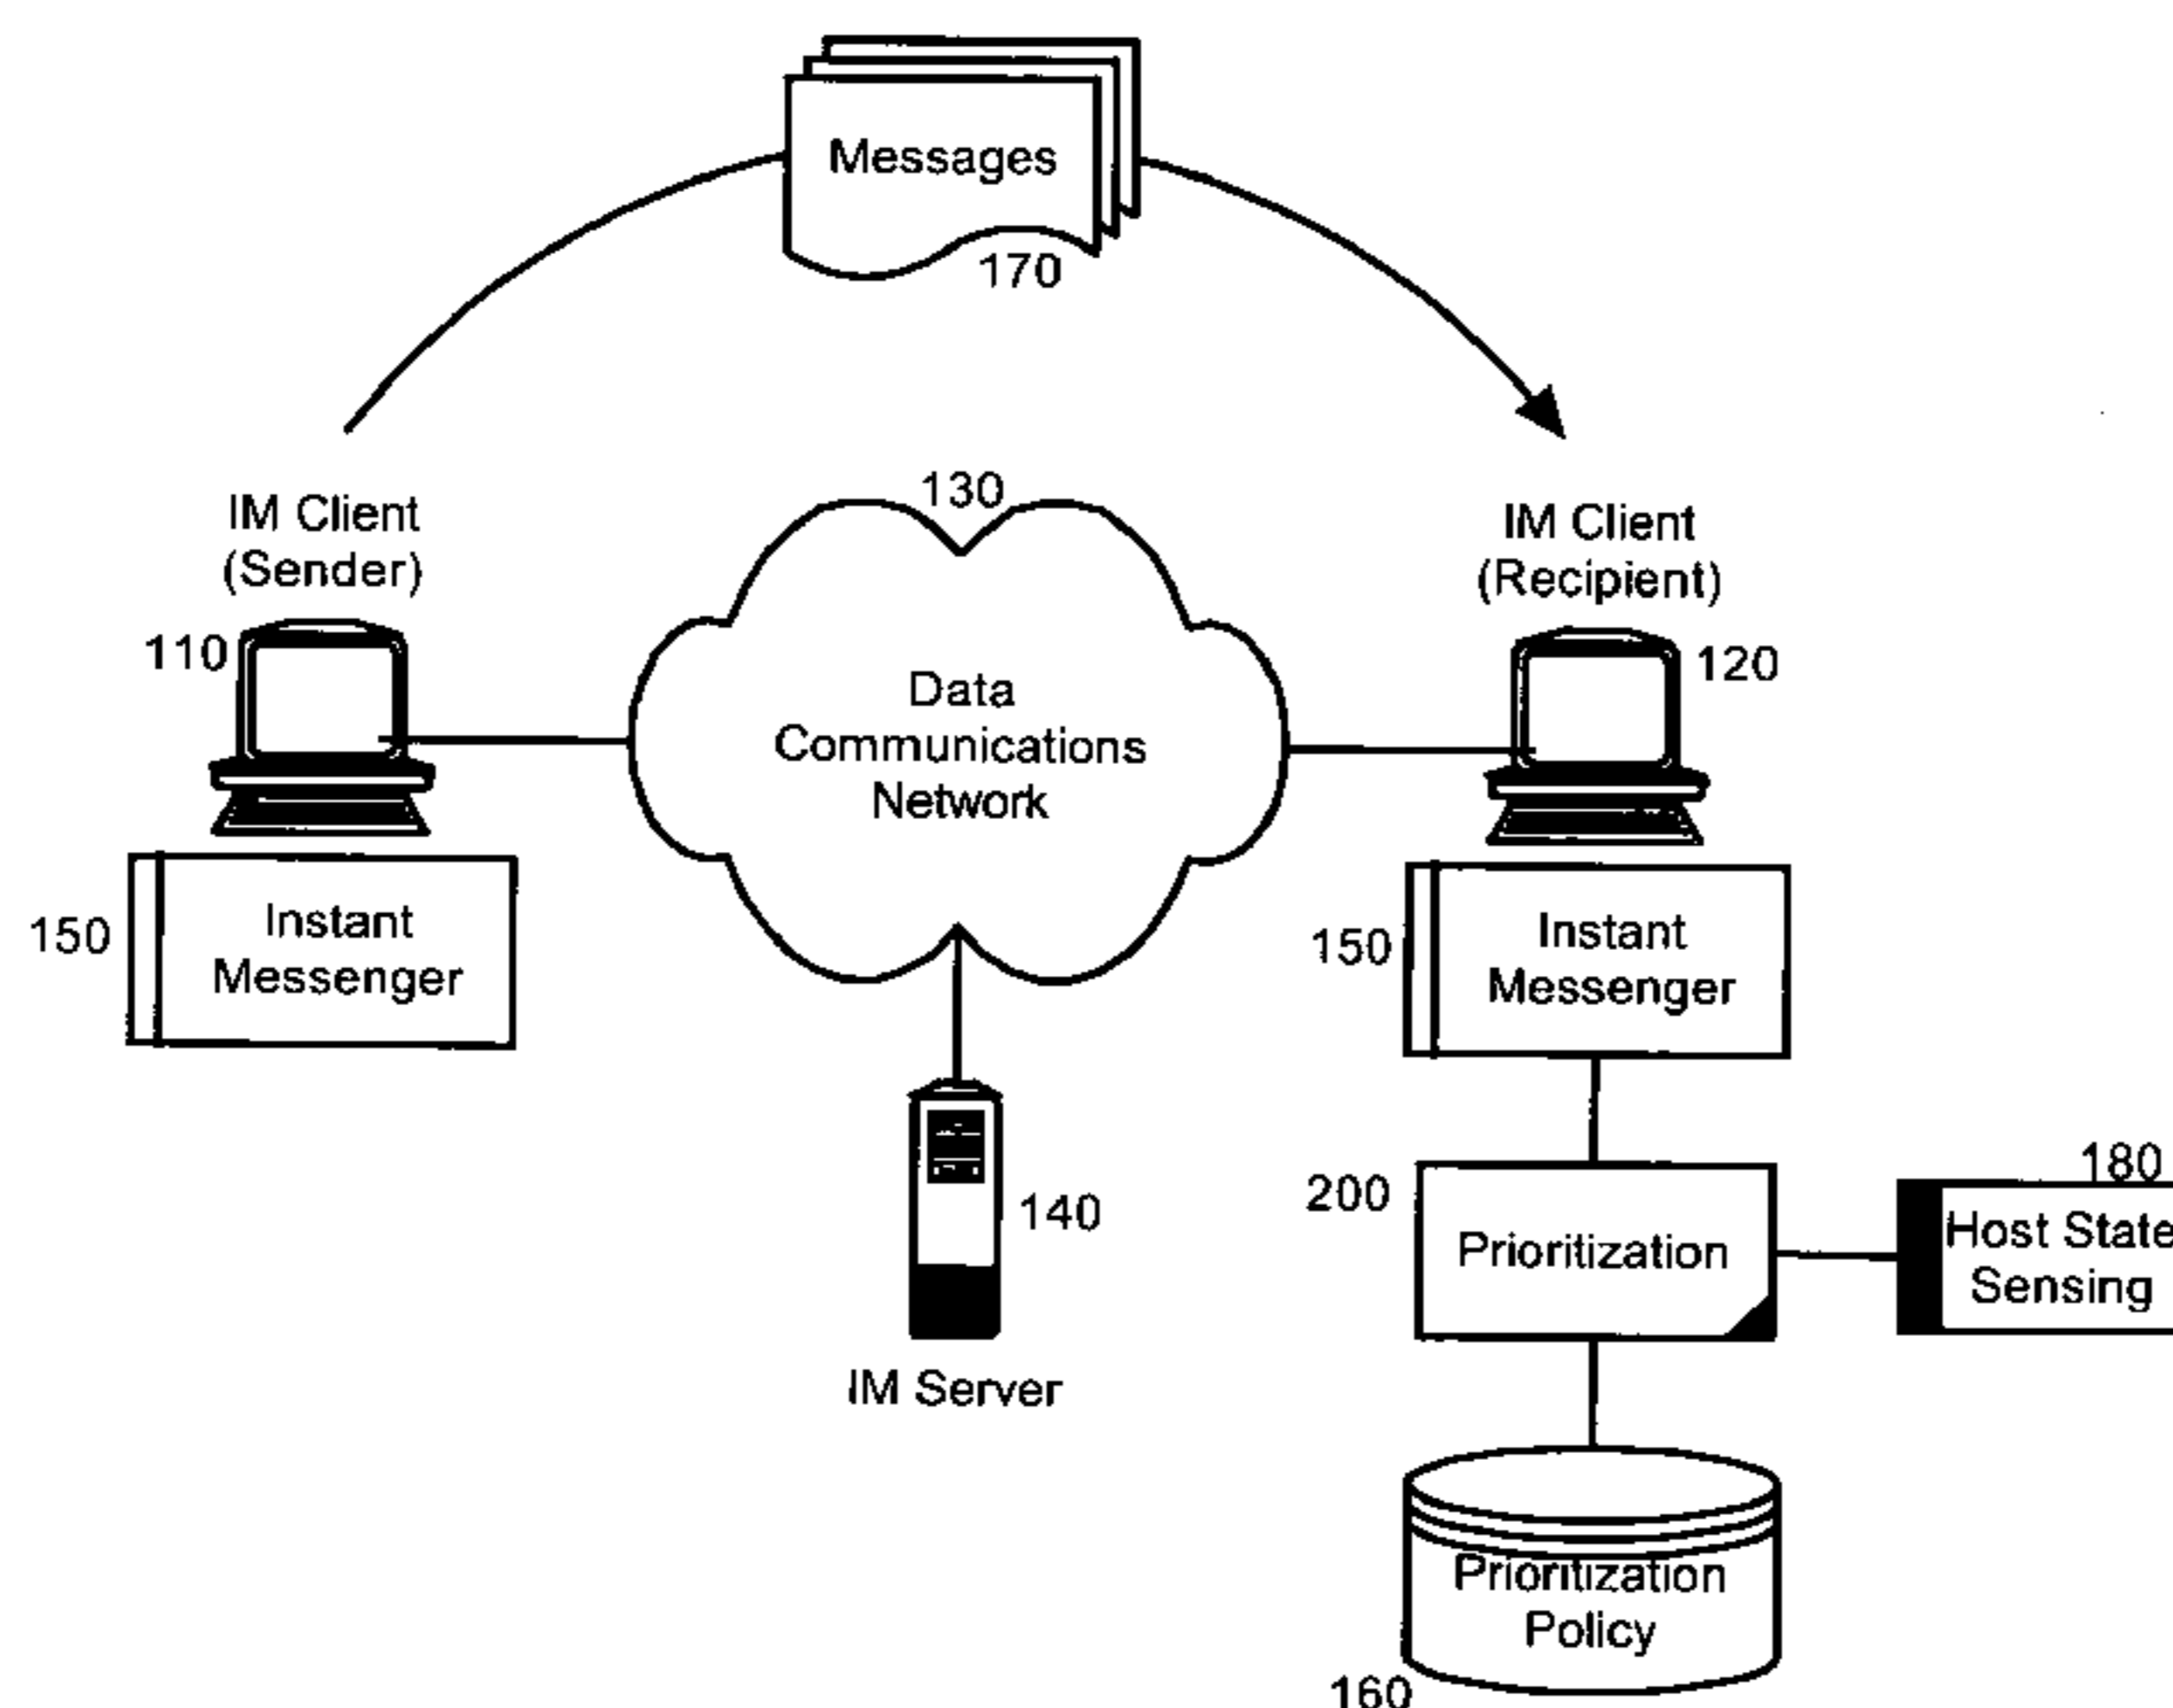 Messages
170
IM Client
(Sender)
130
IM Client
(Recipient)
110
Data
Communications
Network
120
150
Instant
Messenger
150
Instant
Messenger
140
IM Server
200
Prioritization
180
Host State
Sensing
Prioritization
Policy
160